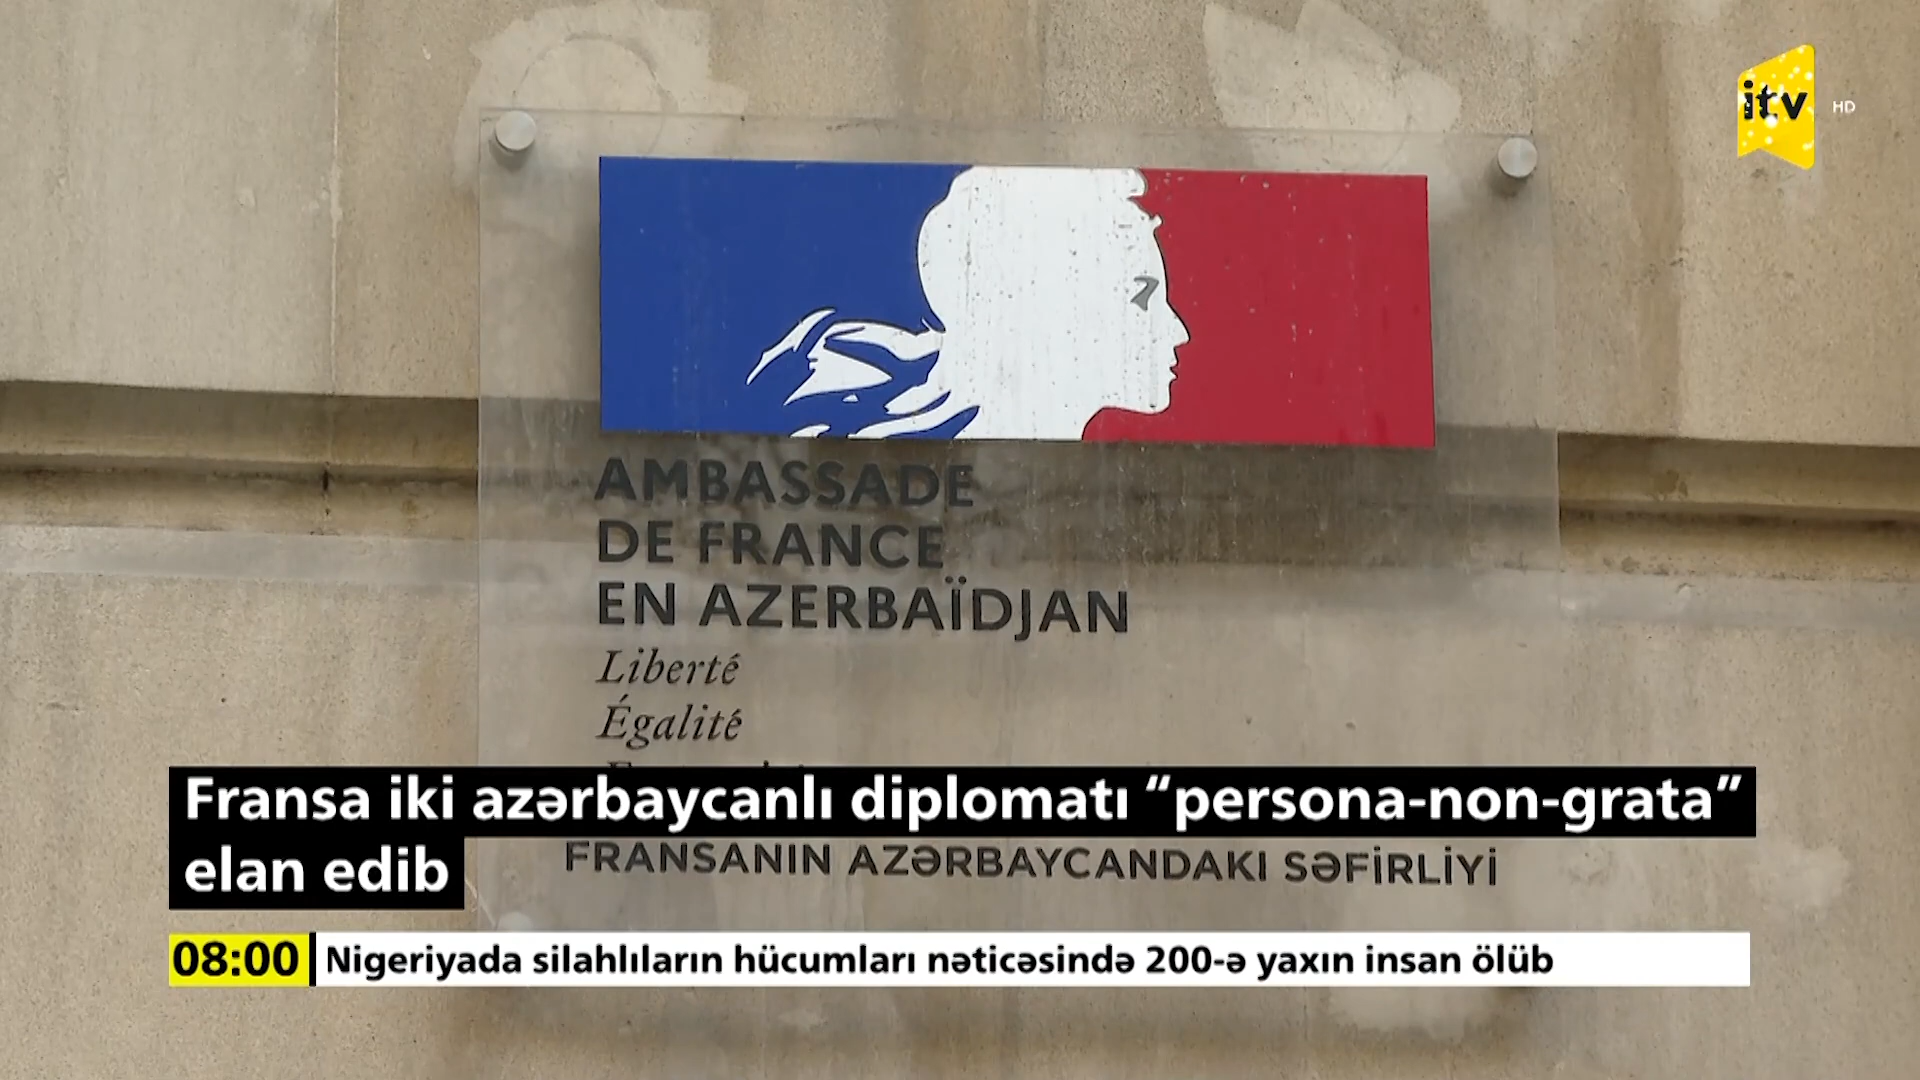 itv HD
AMBASSADE
DE FRANCE
EN AZERBAÏDJAN
Liberté
Égalité
Fransa iki azərbaycanlı diplomatı “persona-non-grata”
elan edib
FRANSANIN AZƏRBAYCANDAKI SƏFİRLİYİ
08:00 Nigeriyada silahlıların hücumları nəticəsində 200-ə yaxın insan ölüb